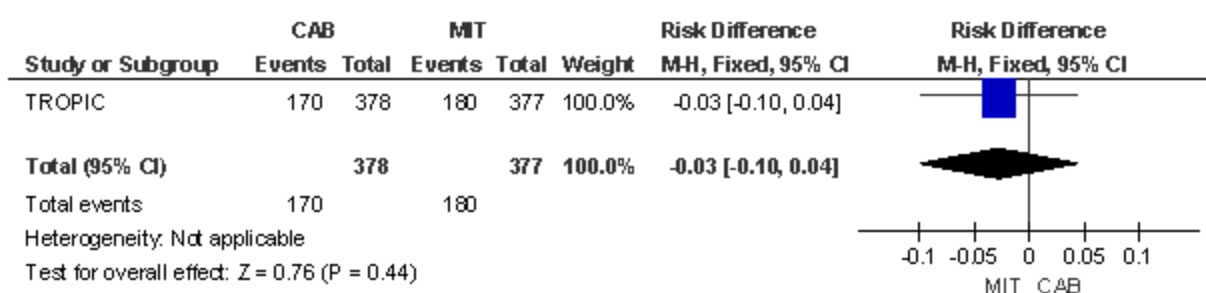 CAB MIT Risk Difference Risk Difference
Study or Subgroup Events Total Events Total Weight M-H, Fixed, 95% CI M-H, Fixed, 95% CI
TROPIC 170 378 180 377 100.0% -0.03 [-0.10, 0.04]
Total (95% CI) 378 377 100.0% -0.03 [-0.10, 0.04]
Total events 170 180
Heterogeneity: Not applicable
Test for overall effect: Z = 0.76 (P = 0.44)
-0.1 -0.05 0 0.05 0.1
MIT CAB